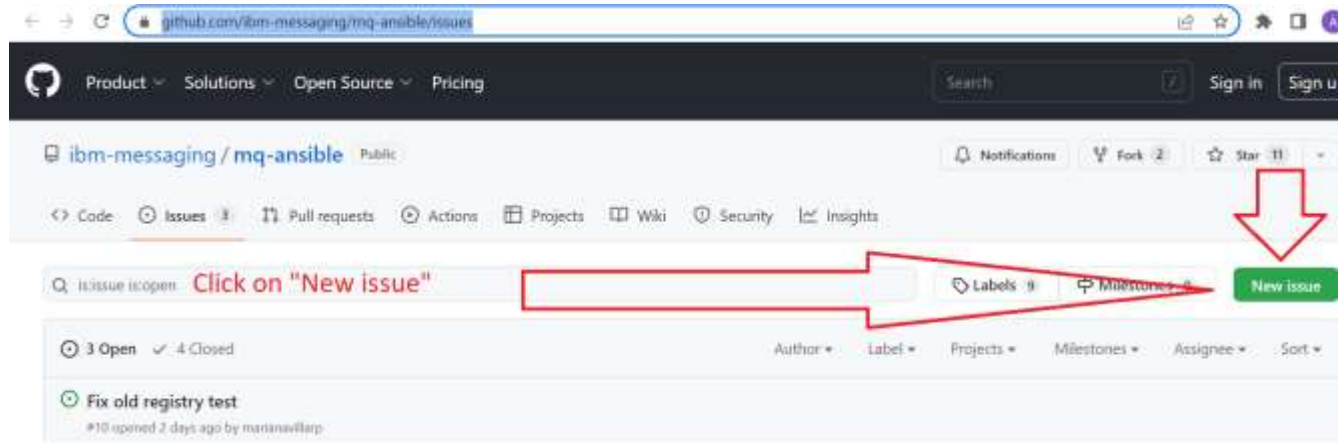 github.com/ibm-messaging/mq-ansible/issues
Product Solutions Open Source Pricing Search / Sign in Sign u
ibm-messaging / mq-ansible Public Notifications Fork 2 Star 11
Code Issues 3 Pull requests Actions Projects Wiki Security Insights
is:issue is:open Click on "New issue" Labels 9 Milestones New issue
3 Open 4 Closed Author Label Projects Milestones Assignee Sort
Fix old registry test
#10 opened 2 days ago by marianavillarp